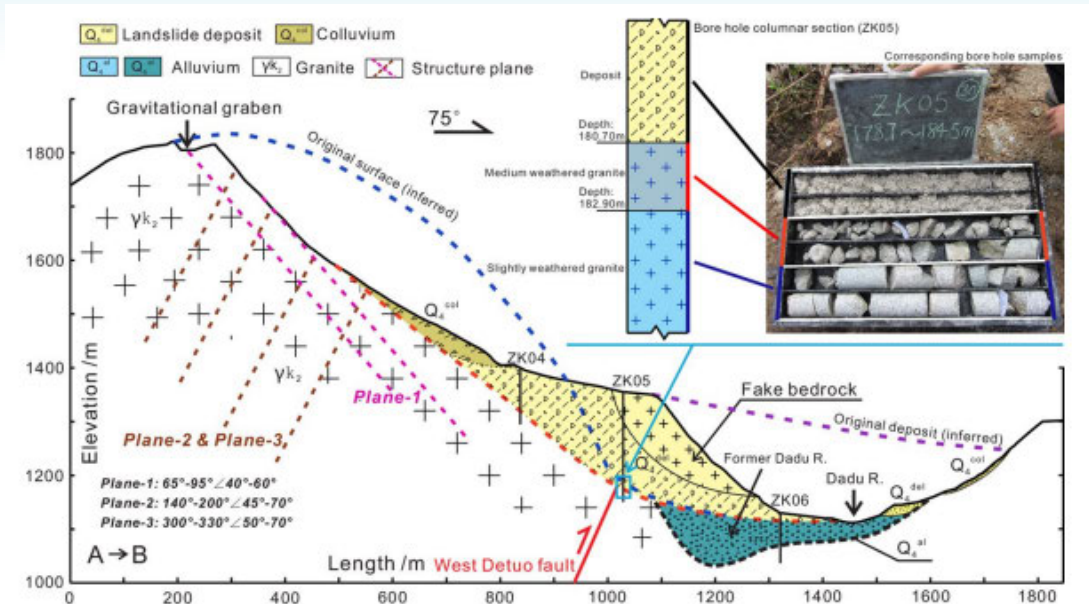 Q₄ᵈᵉˡ Landslide deposit Q₄ᶜᵒˡ Colluvium
Q₄ᵃˡ Q₄ᵃˡ Alluvium γk₂ Granite Structure plane
Bore hole columnar section (ZK05)
Corresponding bore hole samples
Deposit
Depth:
180.70m
Medium weathered granite
Depth:
182.90m
Slightly weathered granite
ZK05
178.7~184.5m
Gravitational graben
75°
Original surface (inferred)
1800
1600
1400
1200
1000
Elevation /m
γk₂
γk₂
Q₄ᶜᵒˡ
ZK04
ZK05
Fake bedrock
Original deposit (inferred)
Plane-1
Plane-2 & Plane-3
Former Dadu R.
Dadu R.
ZK06
Q₄ᶜᵒˡ
Q₄ᵈᵉˡ
Q₄ᵃˡ
Plane-1: 65°-95°∠40°-60°
Plane-2: 140°-200°∠45°-70°
Plane-3: 300°-330°∠50°-70°
A→B
Length /m
West Detuo fault
0 200 400 600 800 1000 1200 1400 1600 1800